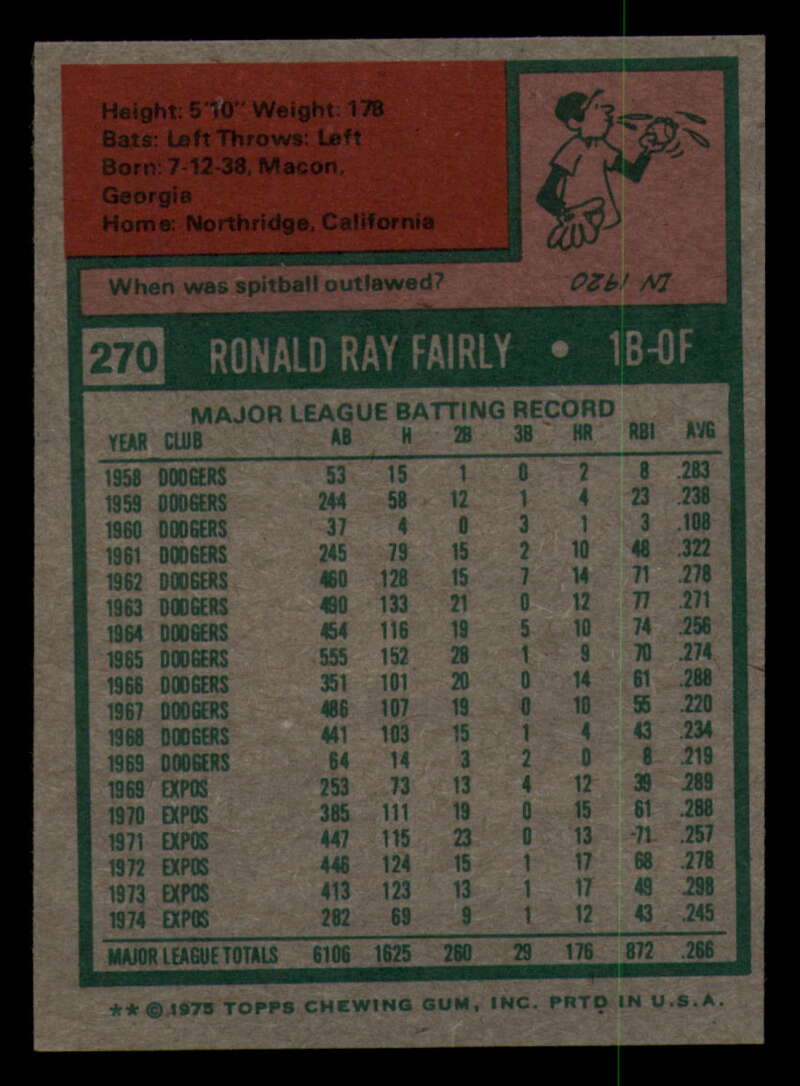 Height: 5'10" Weight: 178
Bats: Left Throws: Left
Born: 7-12-38, Macon,
Georgia
Home: Northridge, California
When was spitball outlawed?
IN 1920
270 RONALD RAY FAIRLY • 1B-OF
MAJOR LEAGUE BATTING RECORD
YEAR CLUB AB H 2B 3B HR RBI AVG
1958 DODGERS 53 15 1 0 2 8 .283
1959 DODGERS 244 58 12 1 4 23 .238
1960 DODGERS 37 4 0 3 1 3 .108
1961 DODGERS 245 79 15 2 10 48 .322
1962 DODGERS 460 128 15 7 14 71 .278
1963 DODGERS 490 133 21 0 12 77 .271
1964 DODGERS 454 116 19 5 10 74 .256
1965 DODGERS 555 152 28 1 9 70 .274
1966 DODGERS 351 101 20 0 14 61 .288
1967 DODGERS 486 107 19 0 10 55 .220
1968 DODGERS 441 103 15 1 4 43 .234
1969 DODGERS 64 14 3 2 0 8 .219
1969 EXPOS 253 73 13 4 12 39 .289
1970 EXPOS 385 111 19 0 15 61 .288
1971 EXPOS 447 115 23 0 13 71 .257
1972 EXPOS 446 124 15 1 17 68 .278
1973 EXPOS 413 123 13 1 17 49 .298
1974 EXPOS 282 69 9 1 12 43 .245
MAJOR LEAGUE TOTALS 6106 1625 260 29 176 872 .266
** © 1975 TOPPS CHEWING GUM, INC. PRTD IN U.S.A.